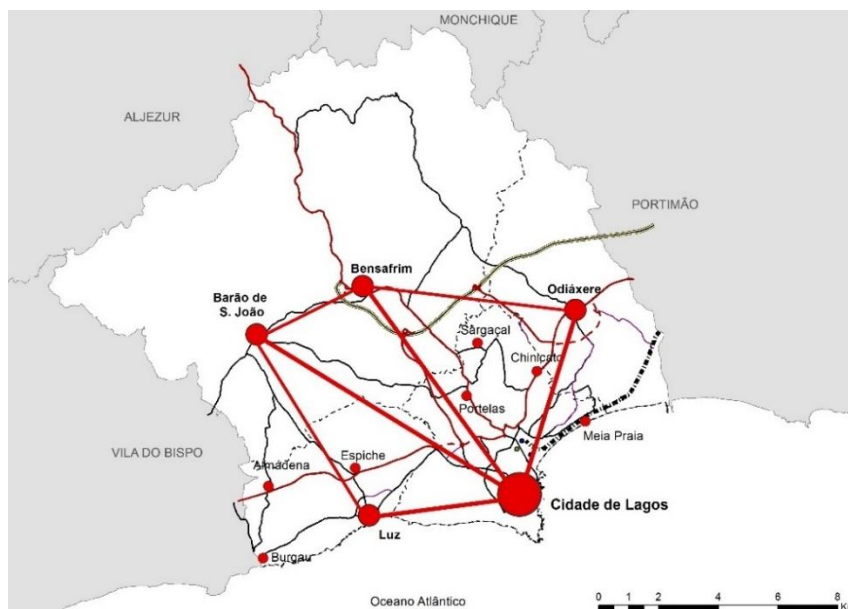 MONCHIQUE
ALJEZUR
PORTIMÃO
Bensafrim
Odiáxere
Barão de
S. João
Sargaçal
Chinicato
Portelas
Meia Praia
VILA DO BISPO
Espiche
Almádena
Cidade de Lagos
Luz
Burgau
Oceano Atlântico
0 1 2 4 6 8